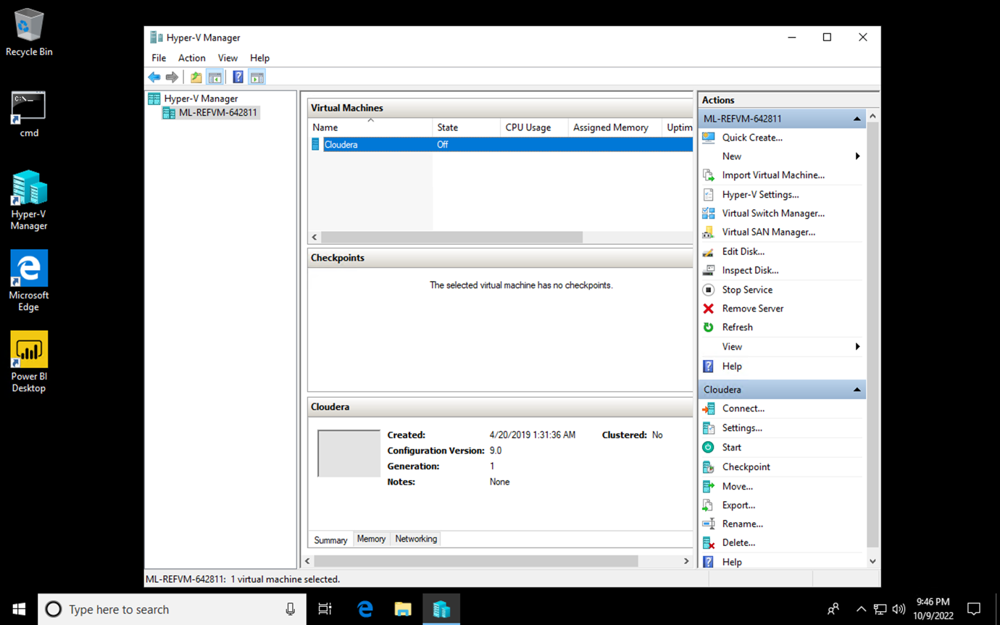 Recycle Bin
C:\_
cmd
Hyper-V
Manager
Microsoft
Edge
Power BI
Desktop
Hyper-V Manager
File Action View Help
Hyper-V Manager
ML-REFVM-642811
Virtual Machines
Name State CPU Usage Assigned Memory Uptim
Cloudera Off
Checkpoints
The selected virtual machine has no checkpoints.
Cloudera
Created: 4/20/2019 1:31:36 AM Clustered: No
Configuration Version: 9.0
Generation: 1
Notes: None
Summary Memory Networking
Actions
ML-REFVM-642811
Quick Create...
New
Import Virtual Machine...
Hyper-V Settings...
Virtual Switch Manager...
Virtual SAN Manager...
Edit Disk...
Inspect Disk...
Stop Service
Remove Server
Refresh
View
Help
Cloudera
Connect...
Settings...
Start
Checkpoint
Move...
Export...
Rename...
Delete...
Help
ML-REFVM-642811: 1 virtual machine selected.
Type here to search
9:46 PM
10/9/2022